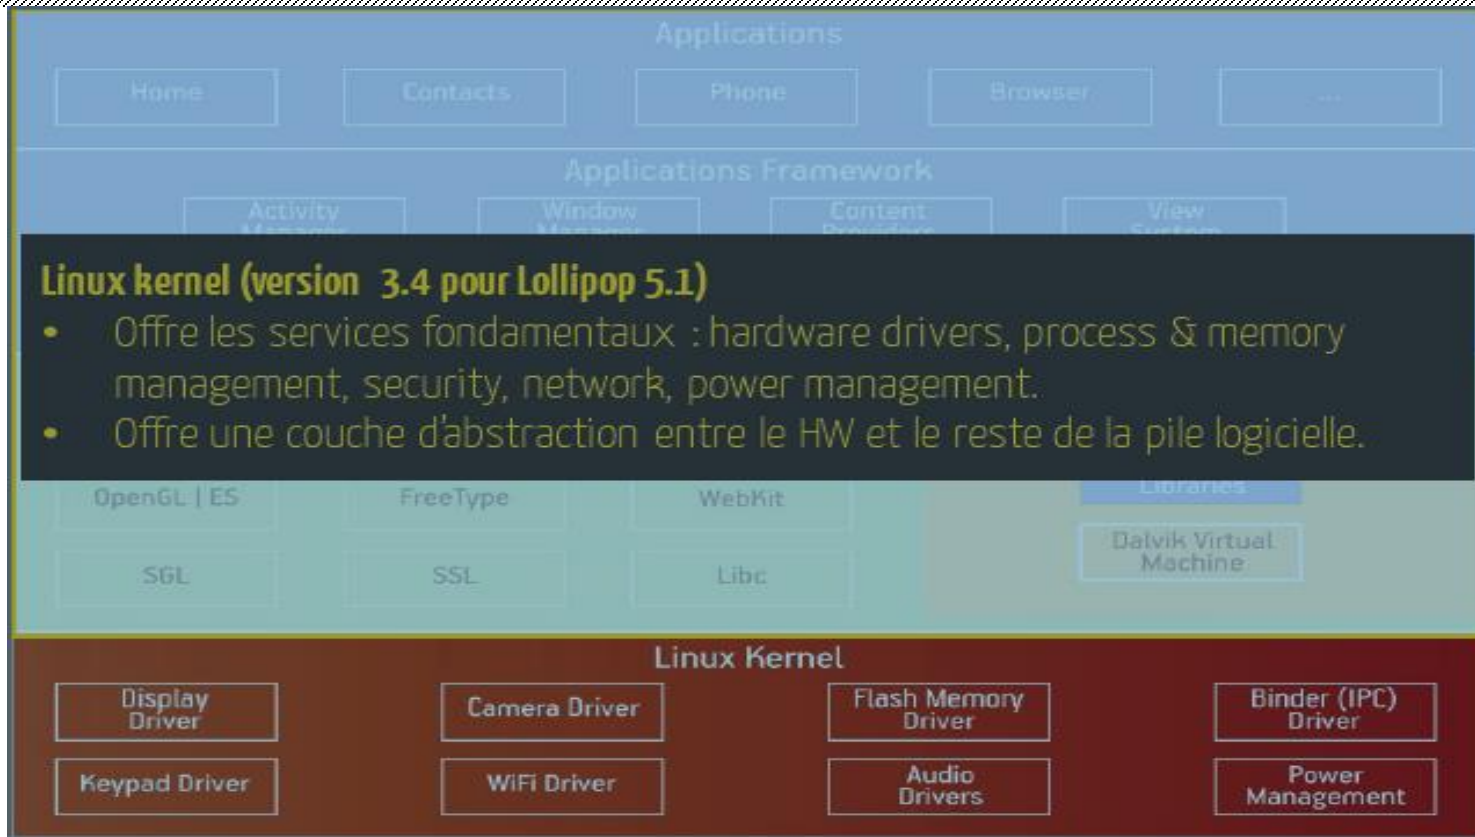 Applications
Home Contacts Phone Browser ...
Applications Framework
Activity Window Content View
Manager Manager Providers System
Linux kernel (version 3.4 pour Lollipop 5.1)
• Offre les services fondamentaux : hardware drivers, process & memory
management, security, network, power management.
• Offre une couche d'abstraction entre le HW et le reste de la pile logicielle.
OpenGL | ES FreeType WebKit Libraries
SGL SSL Libc Dalvik Virtual
Machine
Linux Kernel
Display
Driver
Camera Driver
Flash Memory
Driver
Binder (IPC)
Driver
Keypad Driver
WiFi Driver
Audio
Drivers
Power
Management